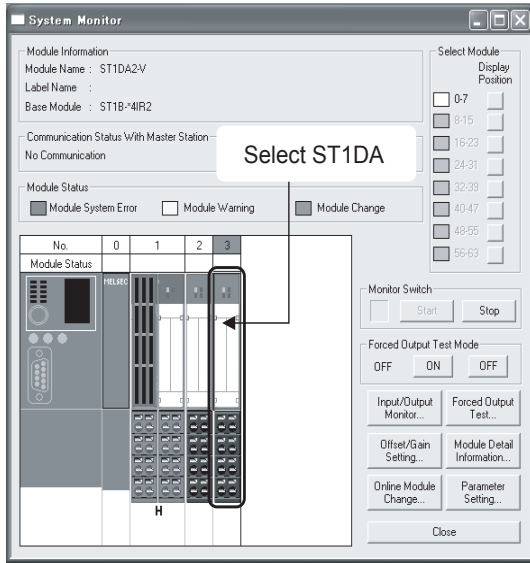 System Monitor
Module Information
Module Name : ST1DA2-V
Label Name :
Base Module : ST1B-*4IR2
Communication Status With Master Station
No Communication
Select ST1DA
Module Status
Module System Error
Module Warning
Module Change
No. 0 1 2 3
Module Status
MELSEC
H
Select Module
Display
Position
0-7
8-15
16-23
24-31
32-39
40-47
48-55
56-63
Monitor Switch
Start
Stop
Forced Output Test Mode
OFF
ON
OFF
Input/Output
Monitor...
Forced Output
Test...
Offset/Gain
Setting...
Module Detail
Information...
Online Module
Change...
Parameter
Setting...
Close